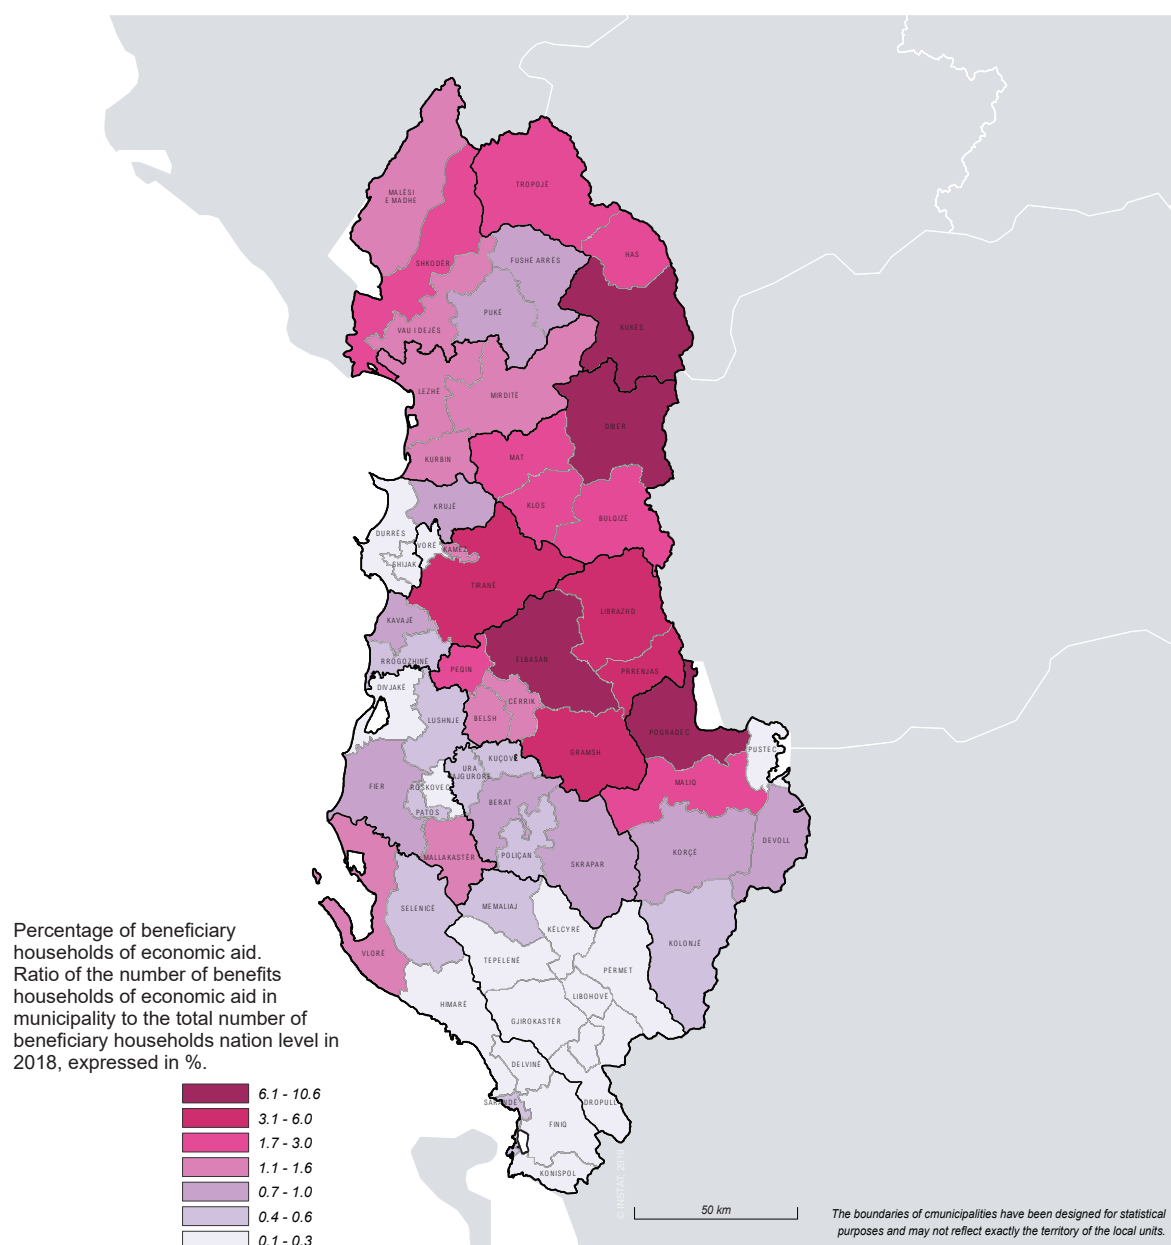 MALËSI
E MADHE
TROPOJË
HAS
SHKODËR
FUSHË ARRËS
PUKË
KUKËS
VAU I DEJËS
LEZHË
MIRDITË
DIBËR
KURBIN
MAT
KRUJË
KLOS
BULQIZË
DURRËS
VORË
KAMËZ
SHIJAK
TIRANË
LIBRAZHD
KAVAJË
RROGOZHINË
PEQIN
ELBASAN
PRRENJAS
DIVJAKË
CËRRIK
LUSHNJE
BELSH
POGRADEC
PUSTEC
GRAMSH
KUÇOVË
URA
VAJGURORE
MALIQ
FIER
ROSKOVEC
BERAT
PATOS
DEVOLL
MALLAKASTËR
POLIÇAN
SKRAPAR
KORÇË
SELENICË
MEMALIAJ
KËLCYRË
KOLONJË
VLORË
TEPELENË
PËRMET
LIBOHOVË
HIMARË
GJIROKASTËR
DELVINË
SARANDË
DROPULL
FINIQ
KONISPOL
Percentage of beneficiary
households of economic aid.
Ratio of the number of benefits
households of economic aid in
municipality to the total number of
beneficiary households nation level in
2018, expressed in %.
6.1 - 10.6
3.1 - 6.0
1.7 - 3.0
1.1 - 1.6
0.7 - 1.0
0.4 - 0.6
0.1 - 0.3
© INSTAT, 2019
50 km
The boundaries of cmunicipalities have been designed for statistical
purposes and may not reflect exactly the territory of the local units.